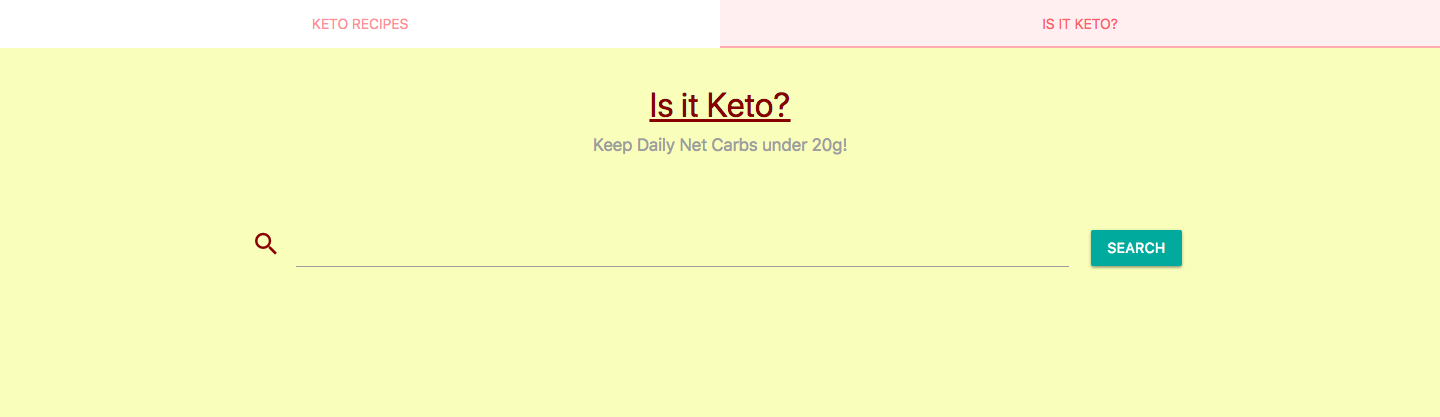 KETO RECIPES
IS IT KETO?
Is it Keto?
Keep Daily Net Carbs under 20g!
SEARCH